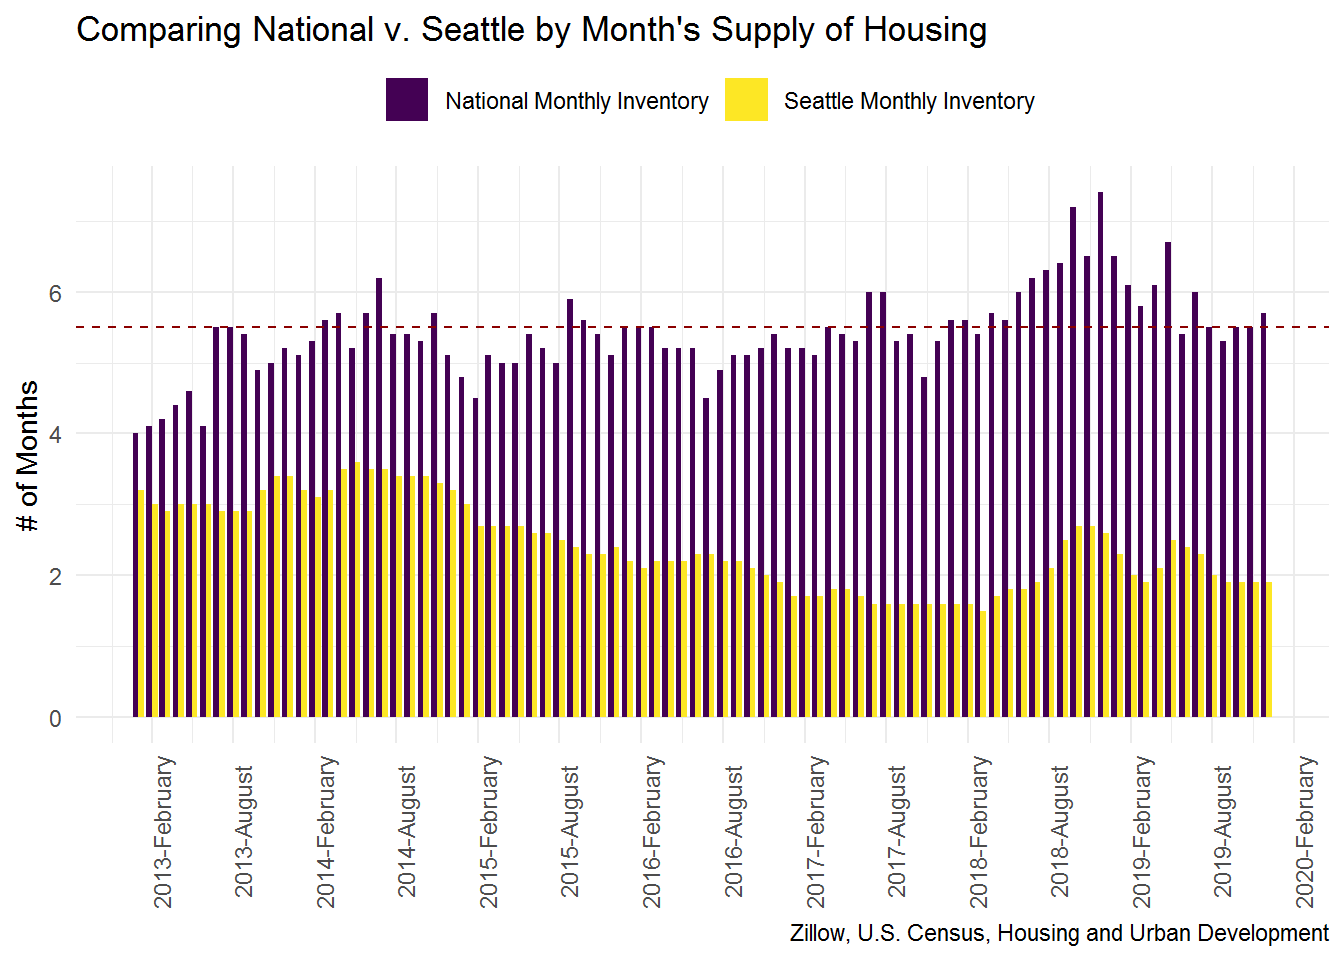 Comparing National v. Seattle by Month's Supply of Housing
National Monthly Inventory
Seattle Monthly Inventory
# of Months
6
4
2
0
2013-February
2013-August
2014-February
2014-August
2015-February
2015-August
2016-February
2016-August
2017-February
2017-August
2018-February
2018-August
2019-February
2019-August
2020-February
Zillow, U.S. Census, Housing and Urban Development